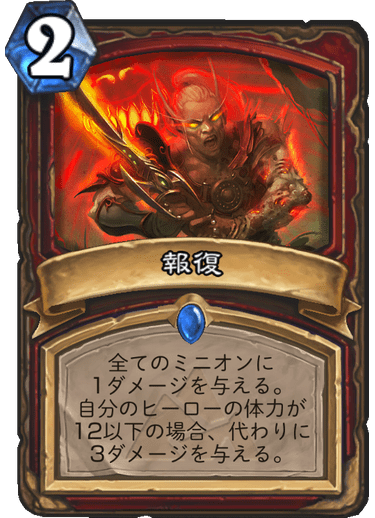 2
報復
全てのミニオンに
1ダメージを与える。
自分のヒーローの体力が
12以下の場合、代わりに
3ダメージを与える。